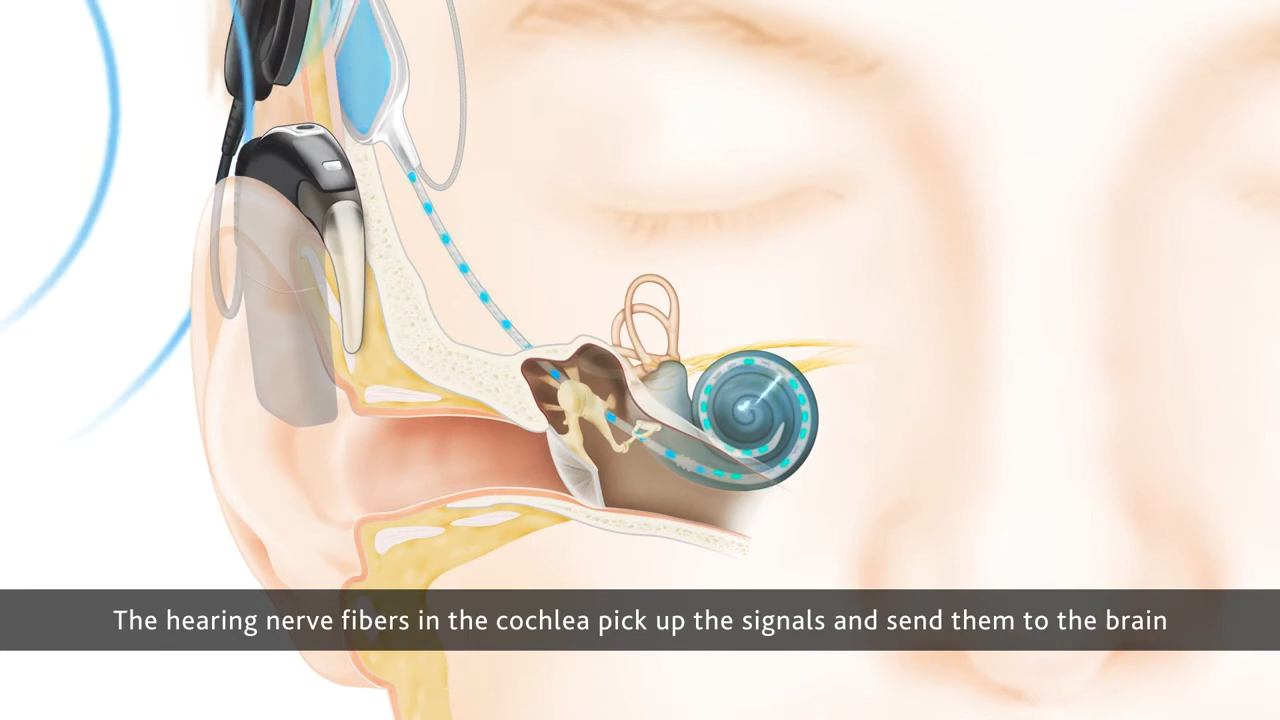 The hearing nerve fibers in the cochlea pick up the signals and send them to the brain